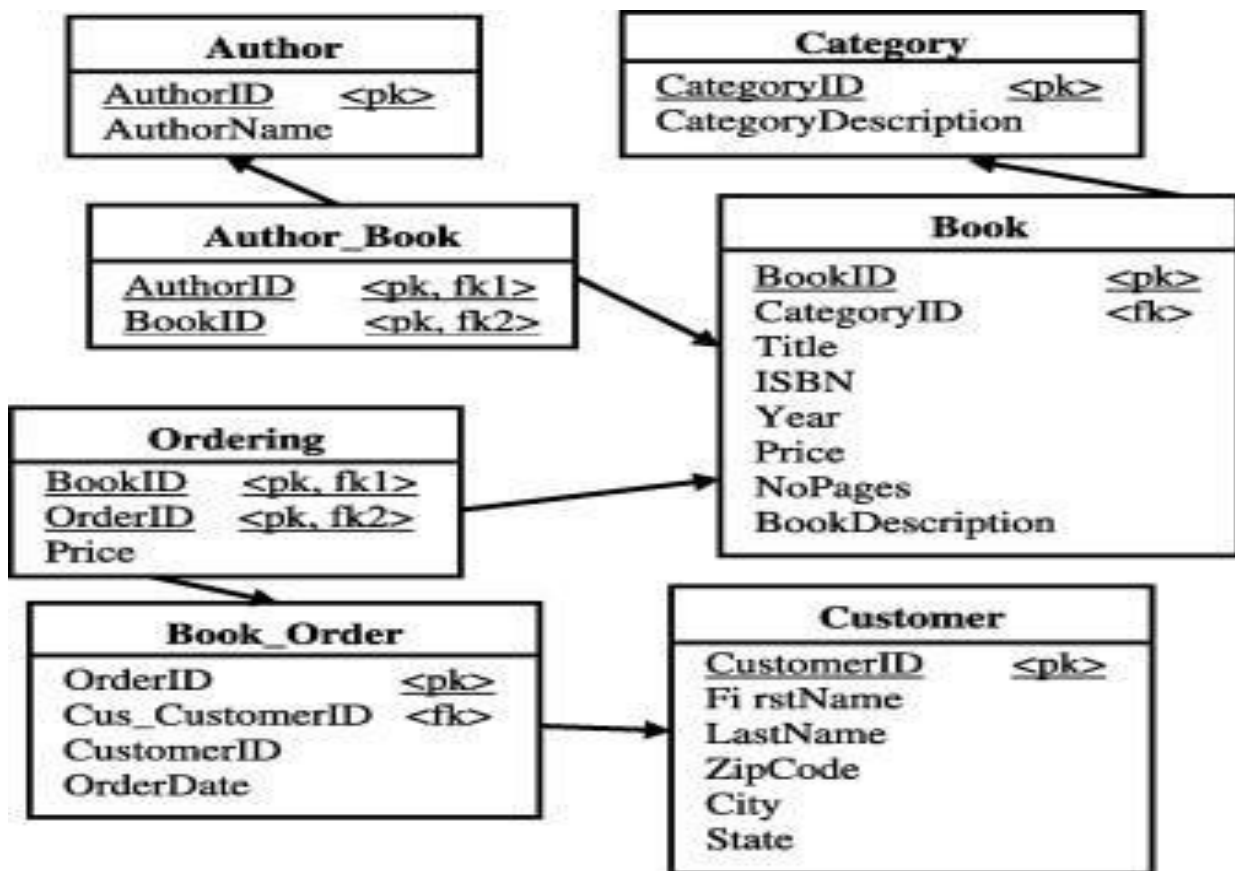 Author
AuthorID <pk>
AuthorName
Category
CategoryID <pk>
CategoryDescription
Author_Book
AuthorID <pk, fk1>
BookID <pk, fk2>
Book
BookID <pk>
CategoryID <fk>
Title
ISBN
Year
Price
NoPages
BookDescription
Ordering
BookID <pk, fk1>
OrderID <pk, fk2>
Price
Book_Order
OrderID <pk>
Cus_CustomerID <fk>
CustomerID
OrderDate
Customer
CustomerID <pk>
Fi rstName
LastName
ZipCode
City
State